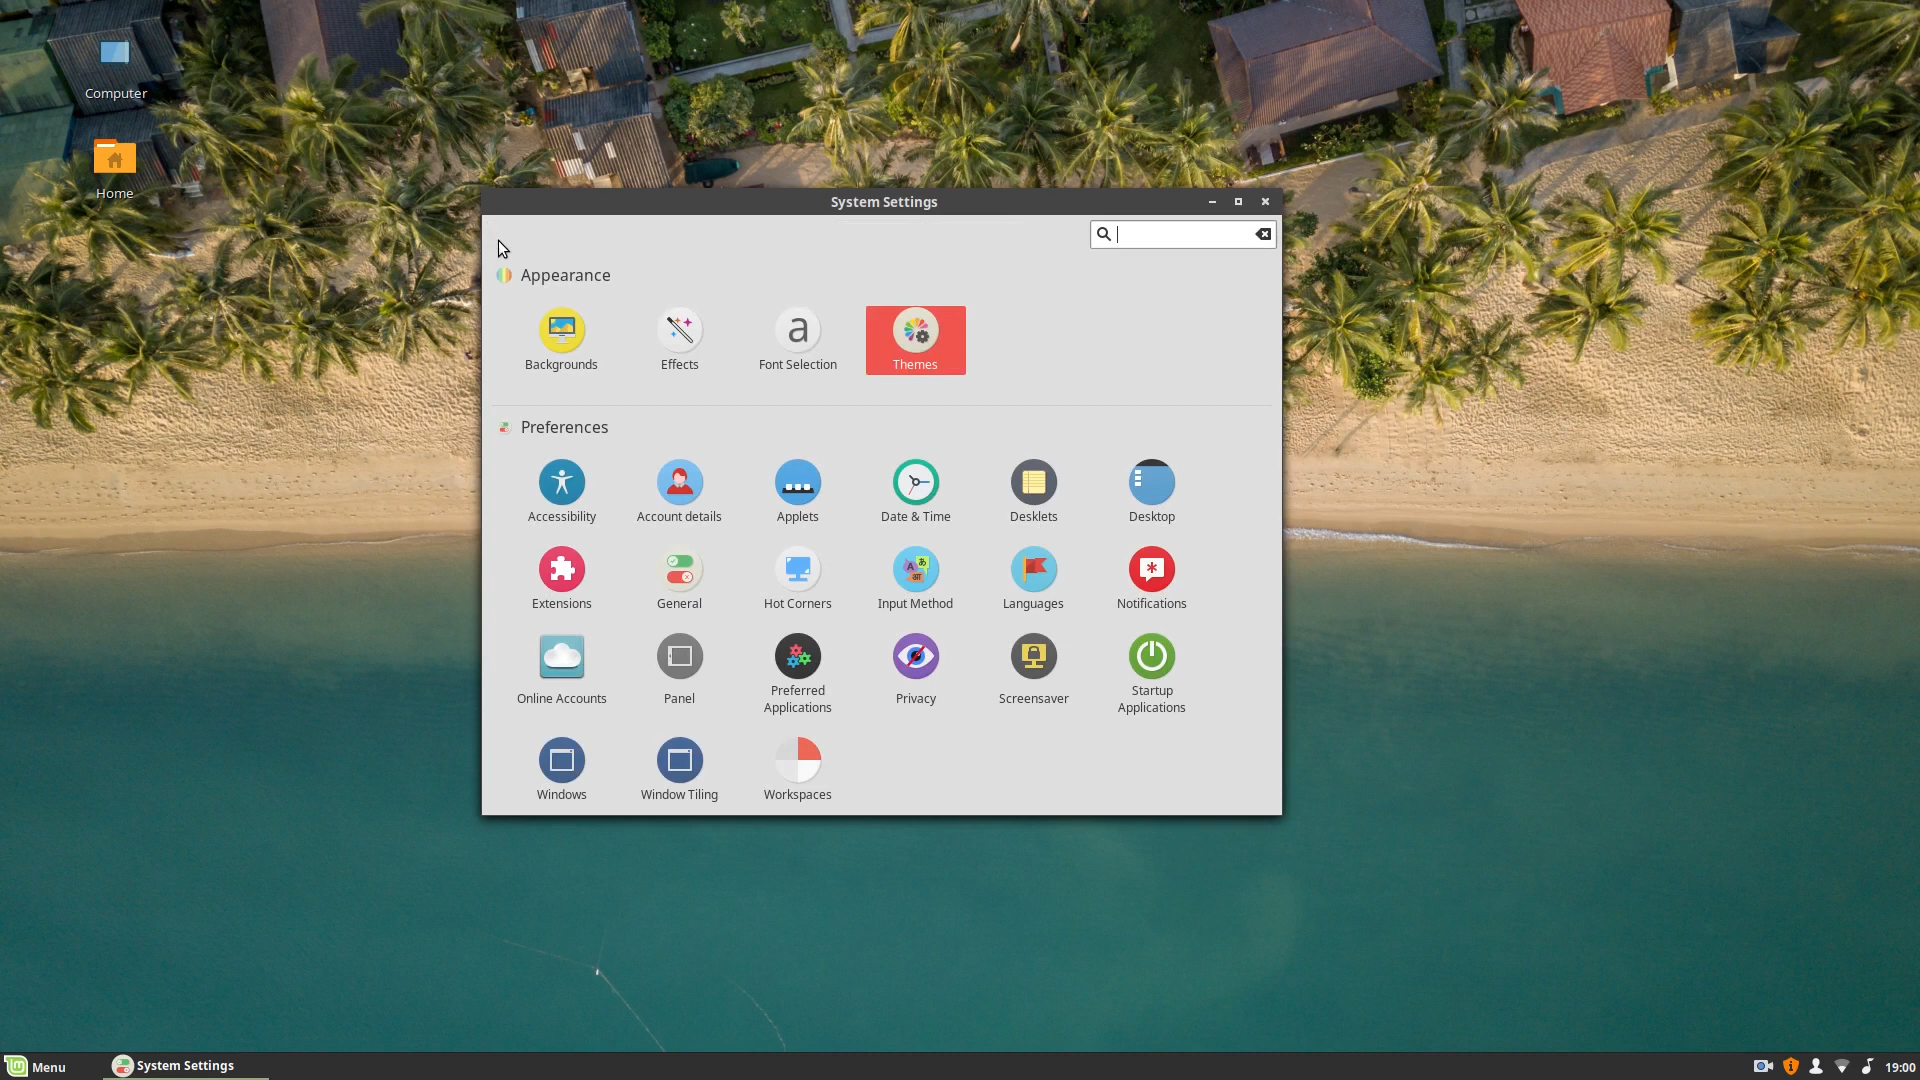 Computer
Home
System Settings
Appearance
Backgrounds
Effects
a
Font Selection
Themes
Preferences
Accessibility
Account details
Applets
Date & Time
Desklets
Desktop
Extensions
General
Hot Corners
Input Method
Languages
Notifications
Online Accounts
Panel
Preferred
Applications
Privacy
Screensaver
Startup
Applications
Windows
Window Tiling
Workspaces
Menu
System Settings
19:00